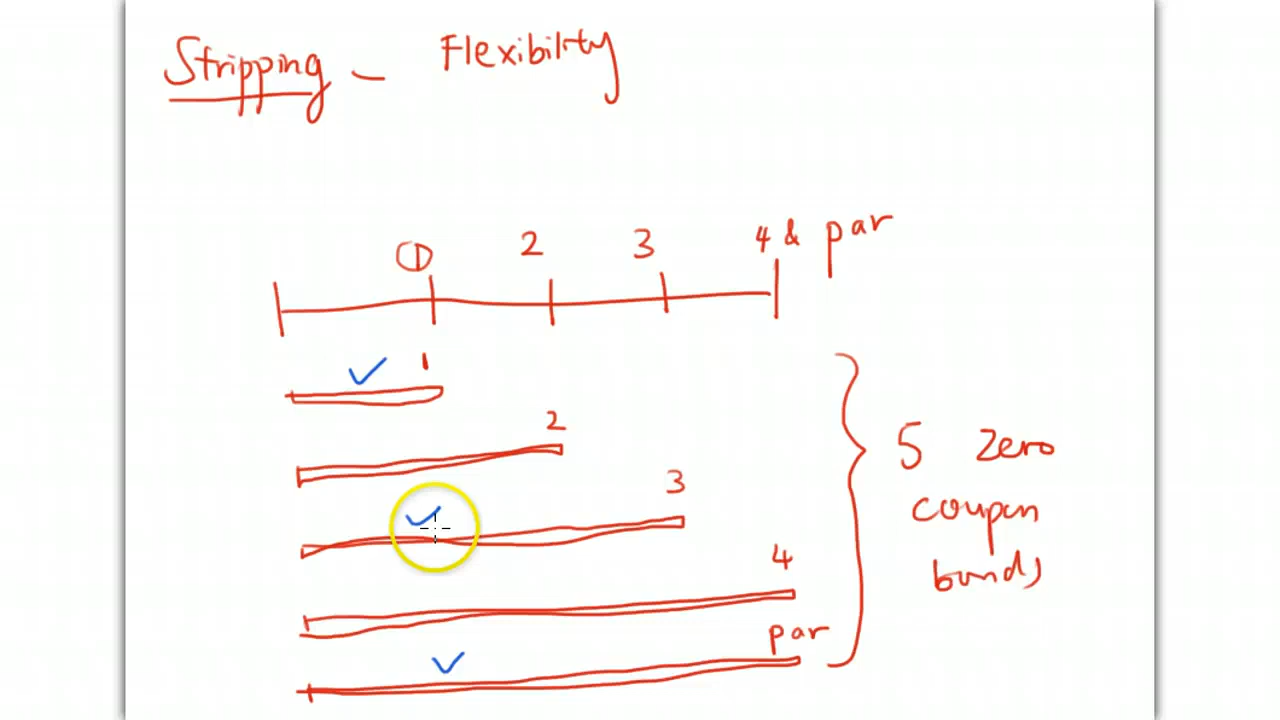 Stripping - Flexibility
① 2 3 4 & par
1
2
3
4
par
5 zero
coupon
bonds